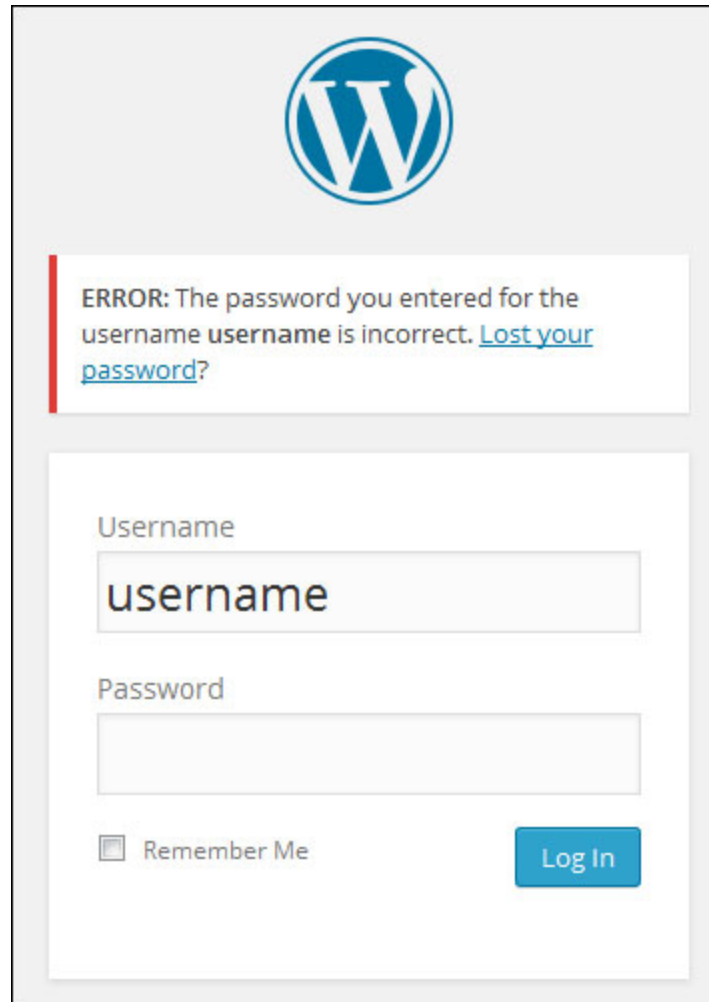 W
ERROR: The password you entered for the
username username is incorrect. Lost your
password?
Username
username
Password
Remember Me
Log In